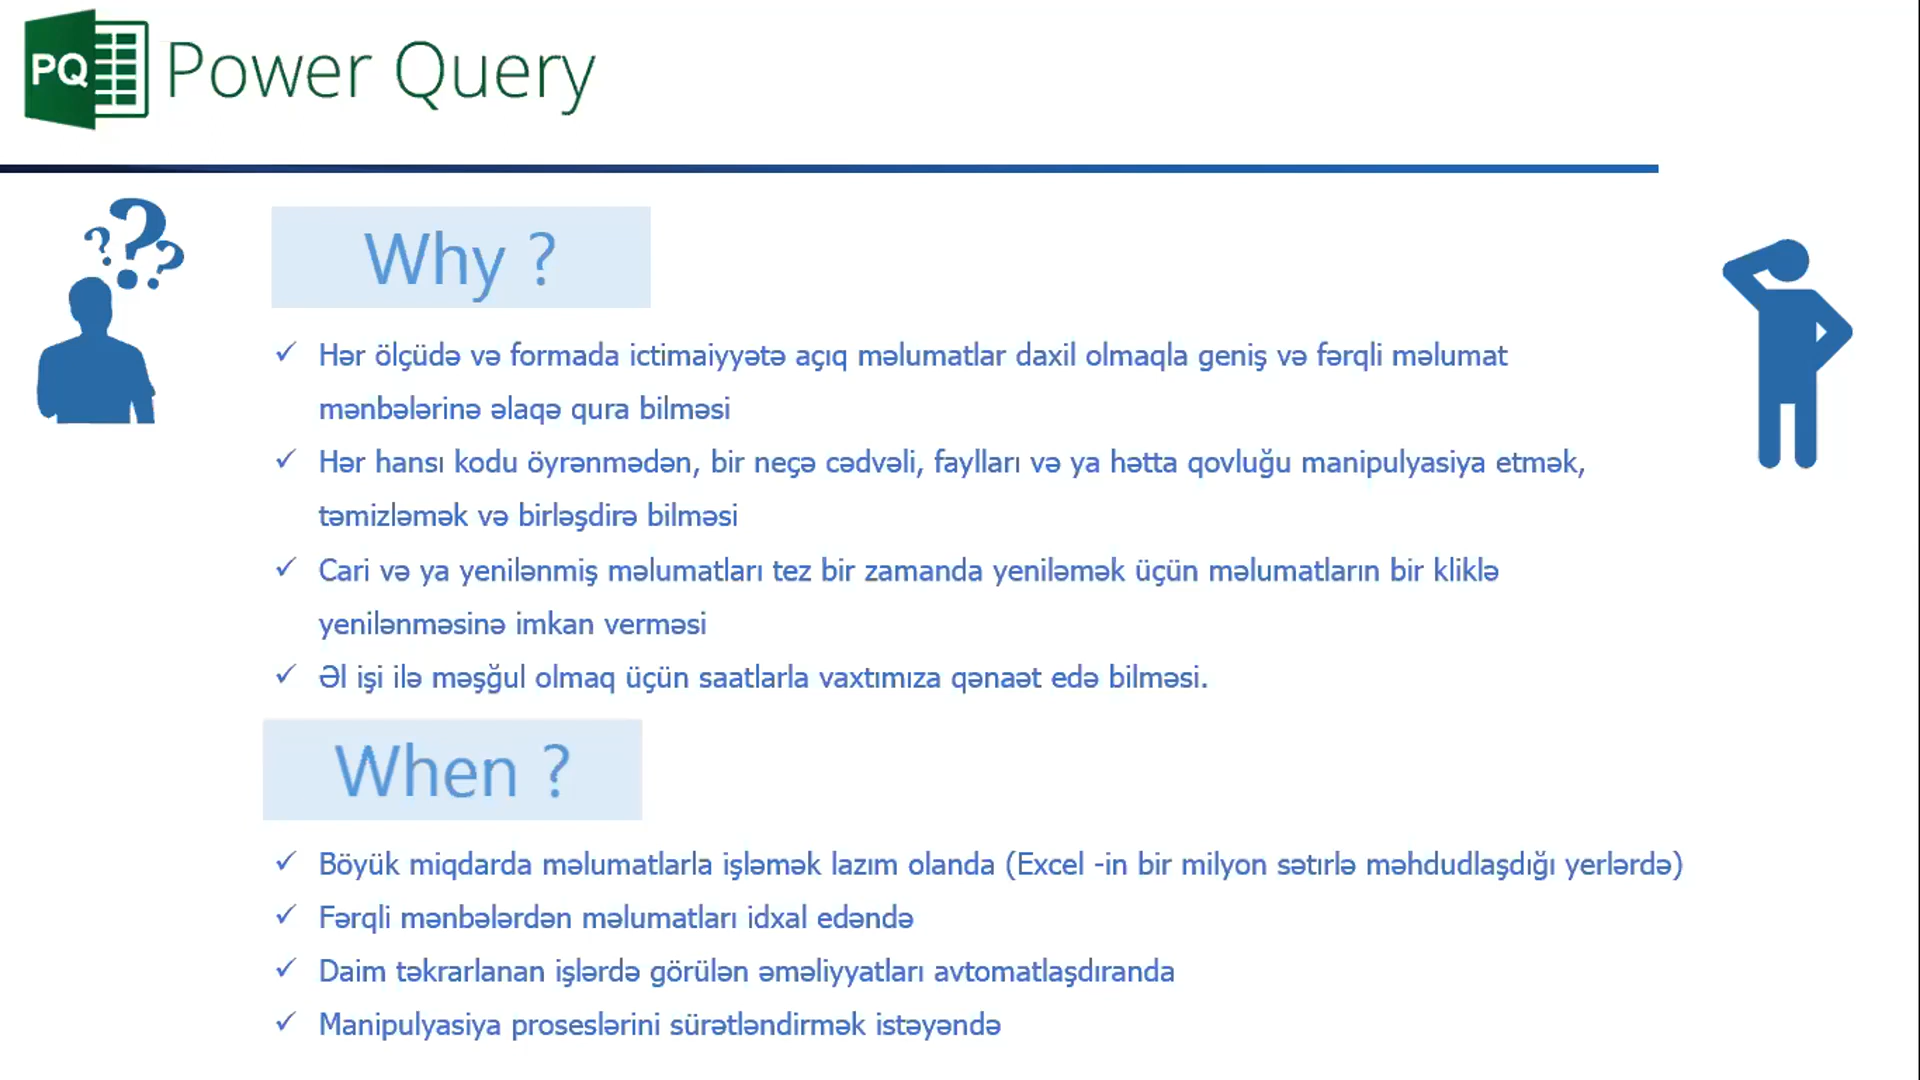 PQ Power Query
Why ?
✓ Hər ölçüdə və formada ictimaiyyətə açıq məlumatlar daxil olmaqla geniş və fərqli məlumat
mənbələrinə əlaqə qura bilməsi
✓ Hər hansı kodu öyrənmədən, bir neçə cədvəli, faylları və ya hətta qovluğu manipulyasiya etmək,
təmizləmək və birləşdirə bilməsi
✓ Cari və ya yenilənmiş məlumatları tez bir zamanda yeniləmək üçün məlumatların bir kliklə
yenilənməsinə imkan verməsi
✓ Əl işi ilə məşğul olmaq üçün saatlarla vaxtımıza qənaət edə bilməsi.
When ?
✓ Böyük miqdarda məlumatlarla işləmək lazım olanda (Excel -in bir milyon sətırlə məhdudlaşdığı yerlərdə)
✓ Fərqli mənbələrdən məlumatları idxal edəndə
✓ Daim təkrarlanan işlərdə görülən əməliyyatları avtomatlaşdıranda
✓ Manipulyasiya proseslərini sürətləndirmək istəyəndə